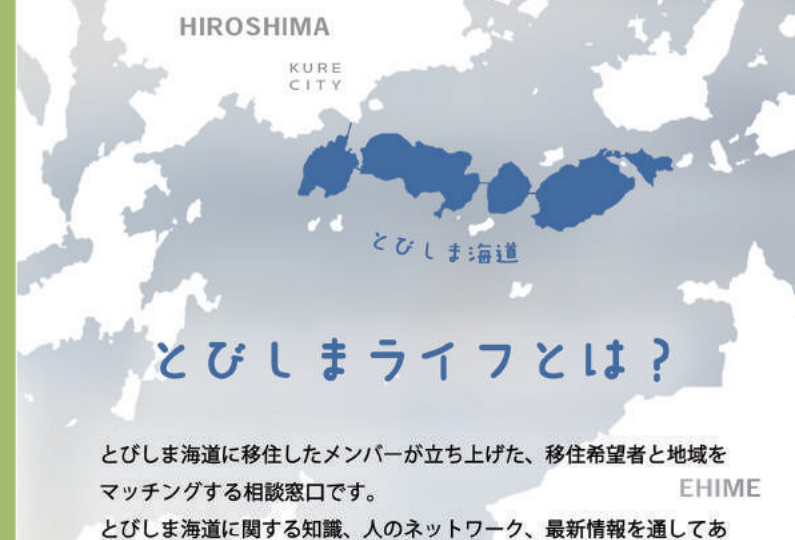 HIROSHIMA
KURE
CITY
とびしま海道
とびしまライフとは？
とびしま海道に移住したメンバーが立ち上げた、移住希望者と地域を
マッチングする相談窓口です。
EHIME
とびしま海道に関する知識、人のネットワーク、最新情報を通してあ